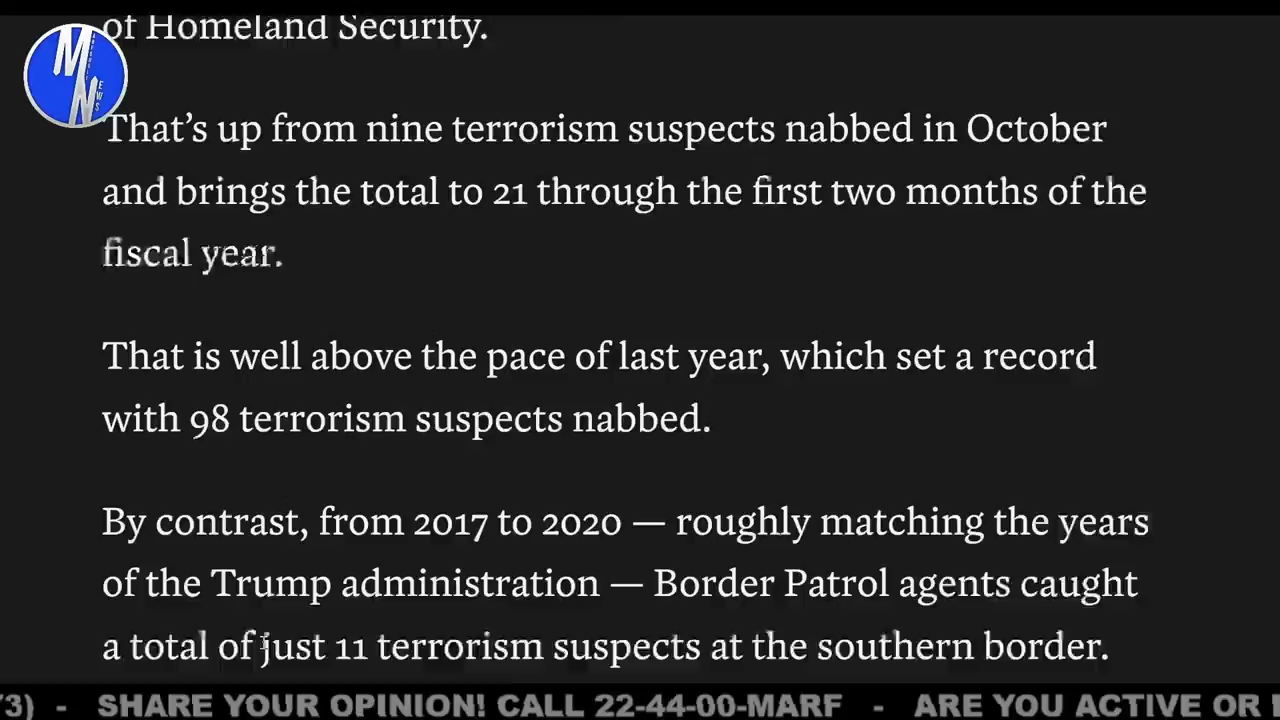 of Homeland Security.
MN
EWS
That’s up from nine terrorism suspects nabbed in October
and brings the total to 21 through the first two months of the
fiscal year.
That is well above the pace of last year, which set a record
with 98 terrorism suspects nabbed.
By contrast, from 2017 to 2020 — roughly matching the years
of the Trump administration — Border Patrol agents caught
a total of just 11 terrorism suspects at the southern border.
73) - SHARE YOUR OPINION! CALL 22-44-00-MARF - ARE YOU ACTIVE OR